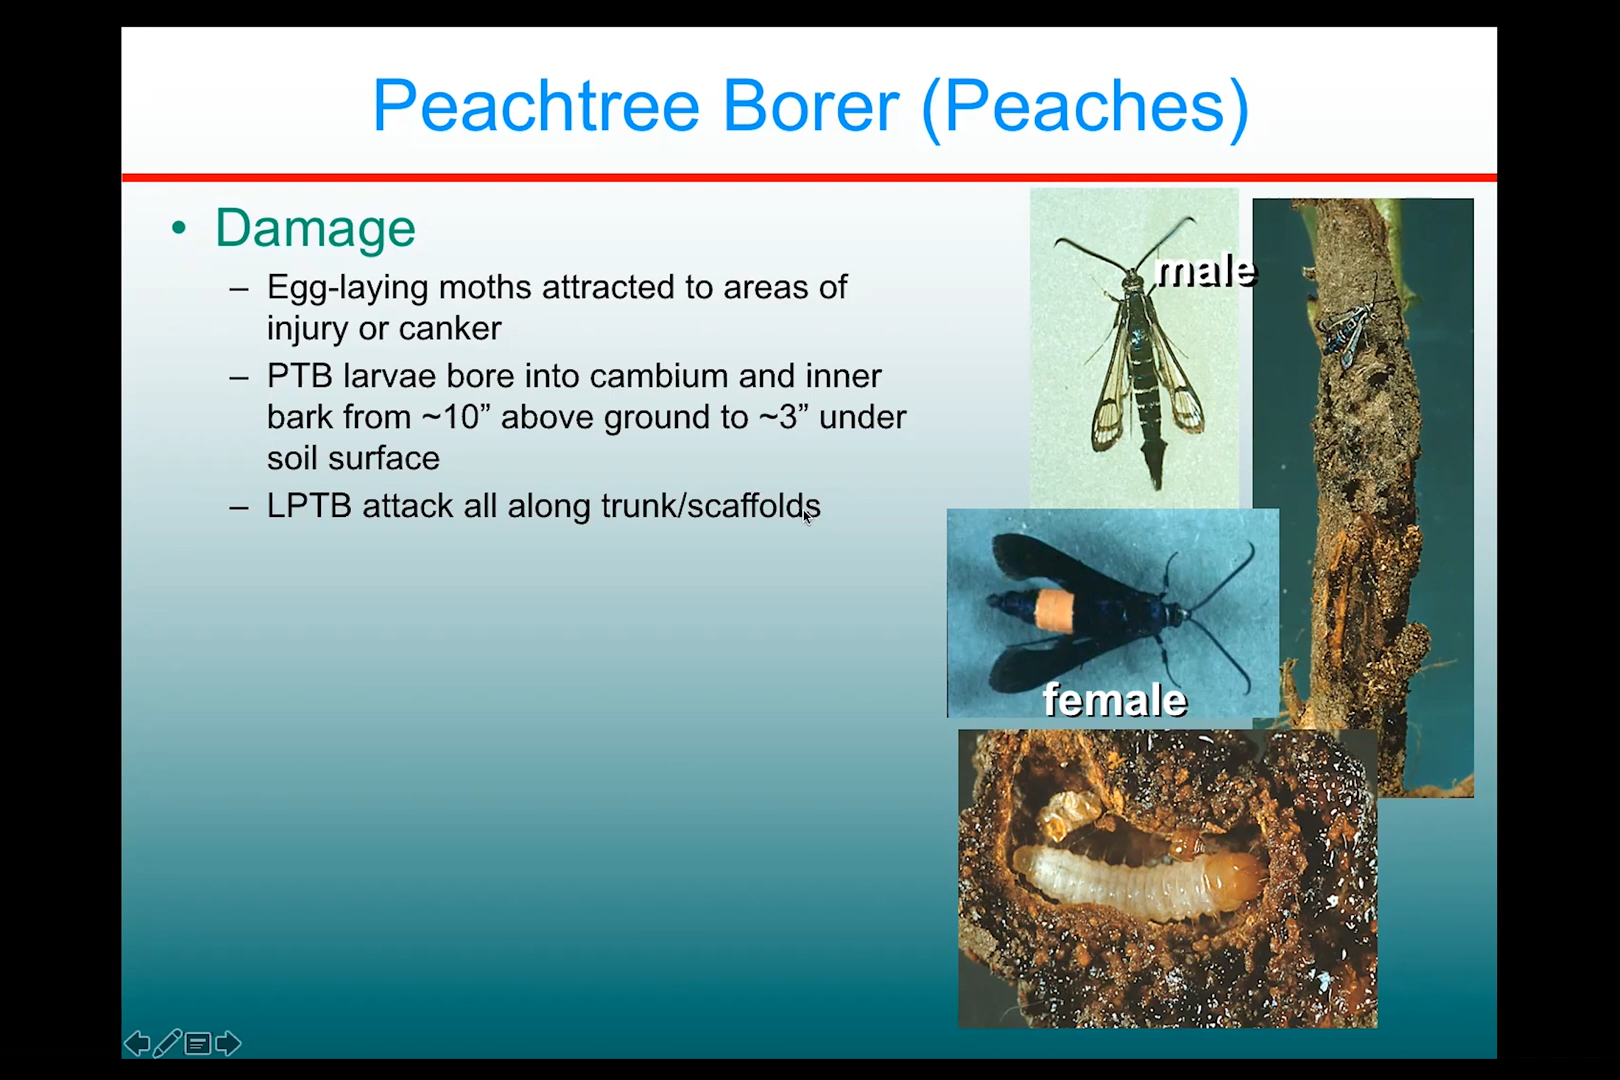 Peachtree Borer (Peaches)
• Damage
– Egg-laying moths attracted to areas of
injury or canker
– PTB larvae bore into cambium and inner
bark from ~10” above ground to ~3” under
soil surface
– LPTB attack all along trunk/scaffolds
male
female